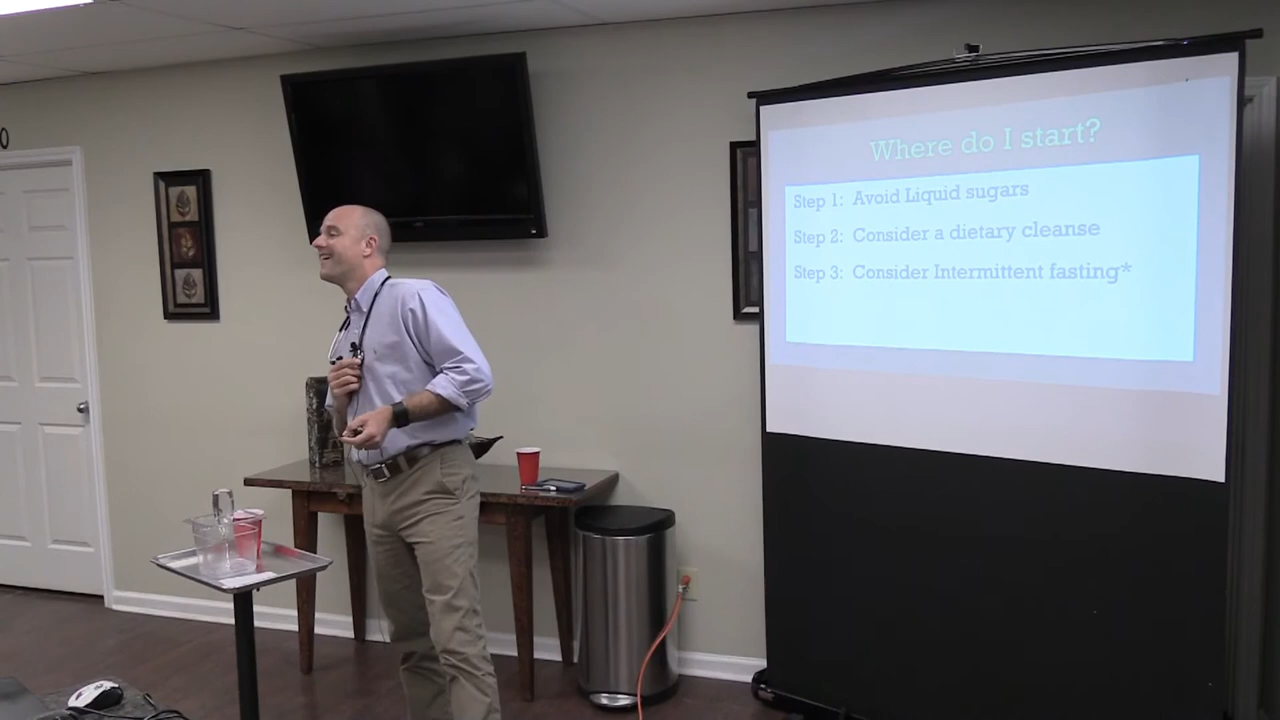 Where do I start?
Step 1: Avoid Liquid sugars
Step 2: Consider a dietary cleanse
Step 3: Consider Intermittent fasting*